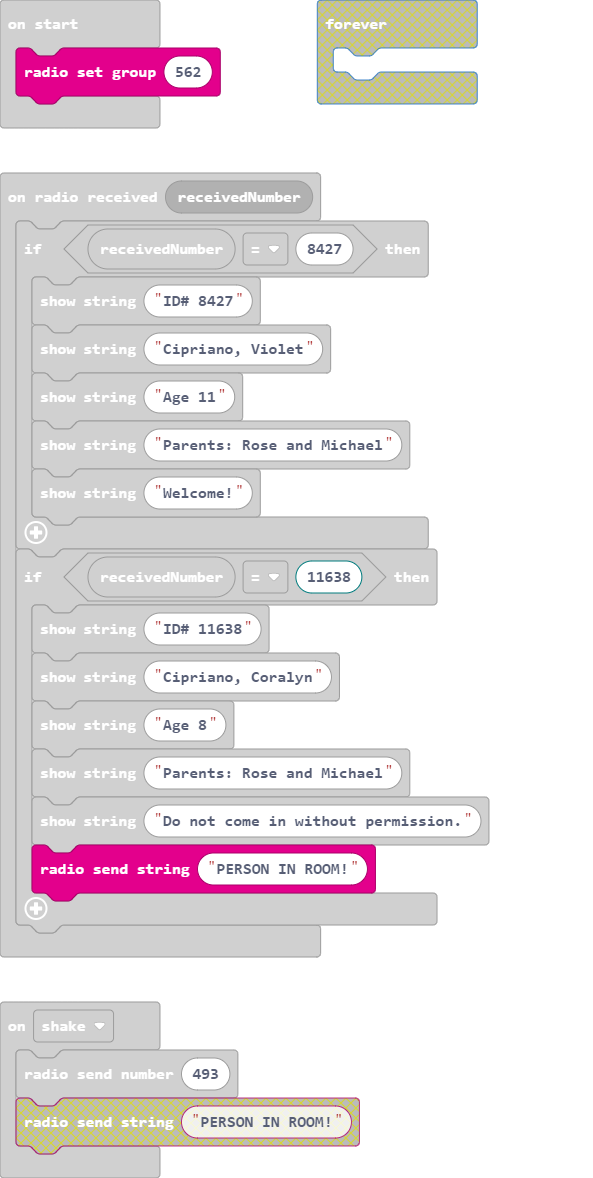 on start
radio set group 562
forever
on radio received receivedNumber
if receivedNumber = 8427 then
show string "ID# 8427"
show string "Cipriano, Violet"
show string "Age 11"
show string "Parents: Rose and Michael"
show string "Welcome!"
if receivedNumber = 11638 then
show string "ID# 11638"
show string "Cipriano, Coralyn"
show string "Age 8"
show string "Parents: Rose and Michael"
show string "Do not come in without permission."
radio send string "PERSON IN ROOM!"
on shake
radio send number 493
radio send string "PERSON IN ROOM!"